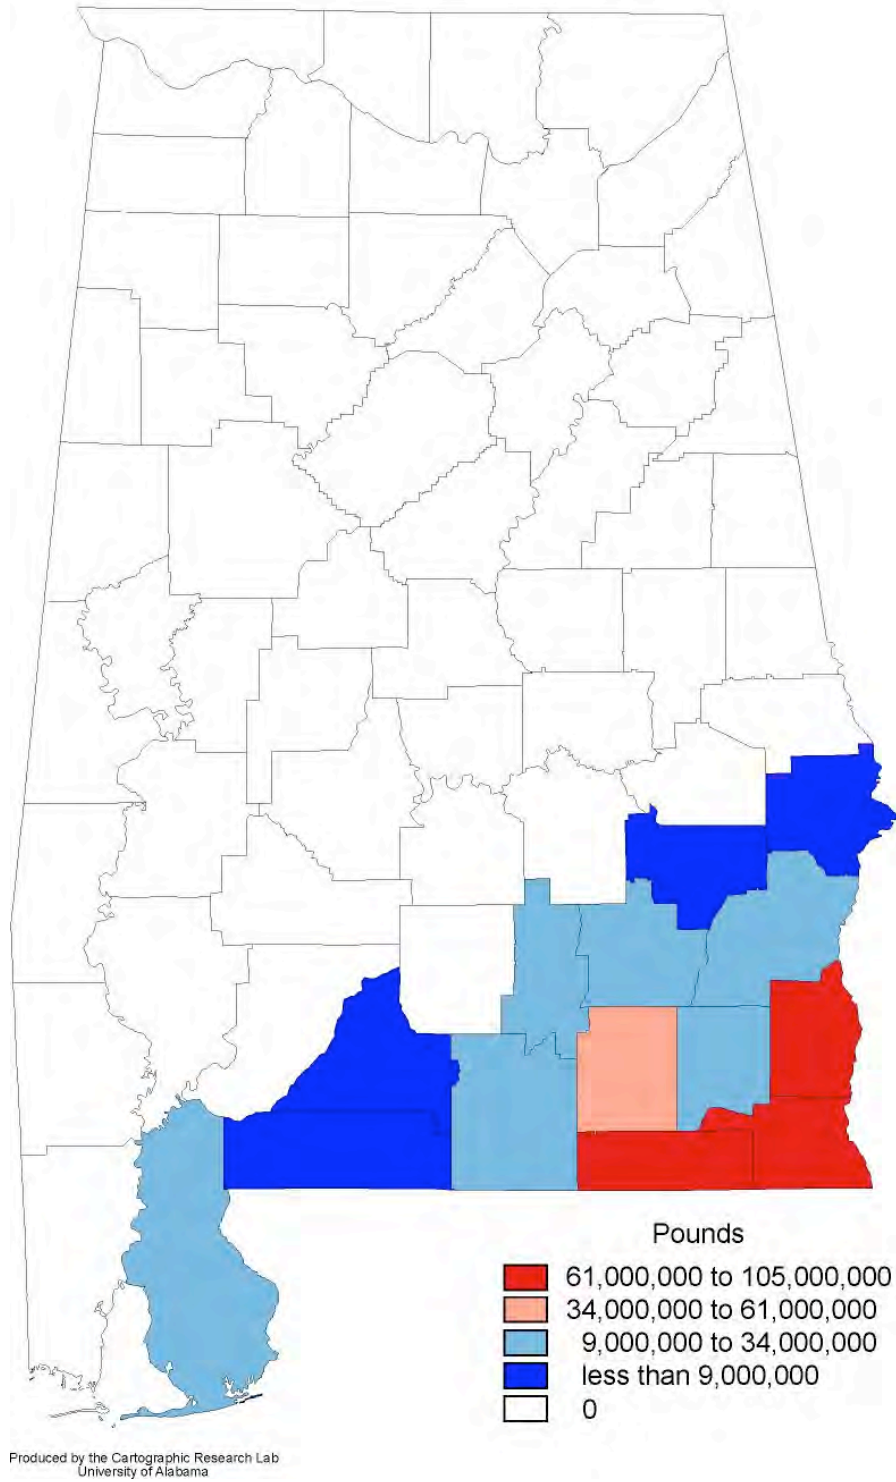 Pounds
61,000,000 to 105,000,000
34,000,000 to 61,000,000
9,000,000 to 34,000,000
less than 9,000,000
0
Produced by the Cartographic Research Lab
University of Alabama